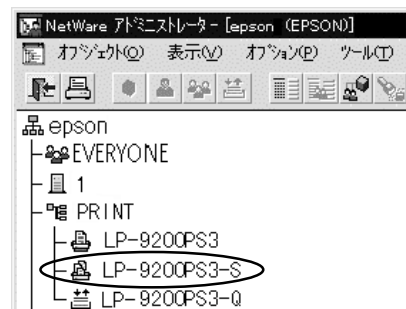 NetWare アドミニストレータ - [epson (EPSON)]
オブジェクト(O) 表示(V) オプション(P) ツール(T)
epson
EVERYONE
1
PRINT
LP-9200PS3
LP-9200PS3-S
LP-9200PS3-Q